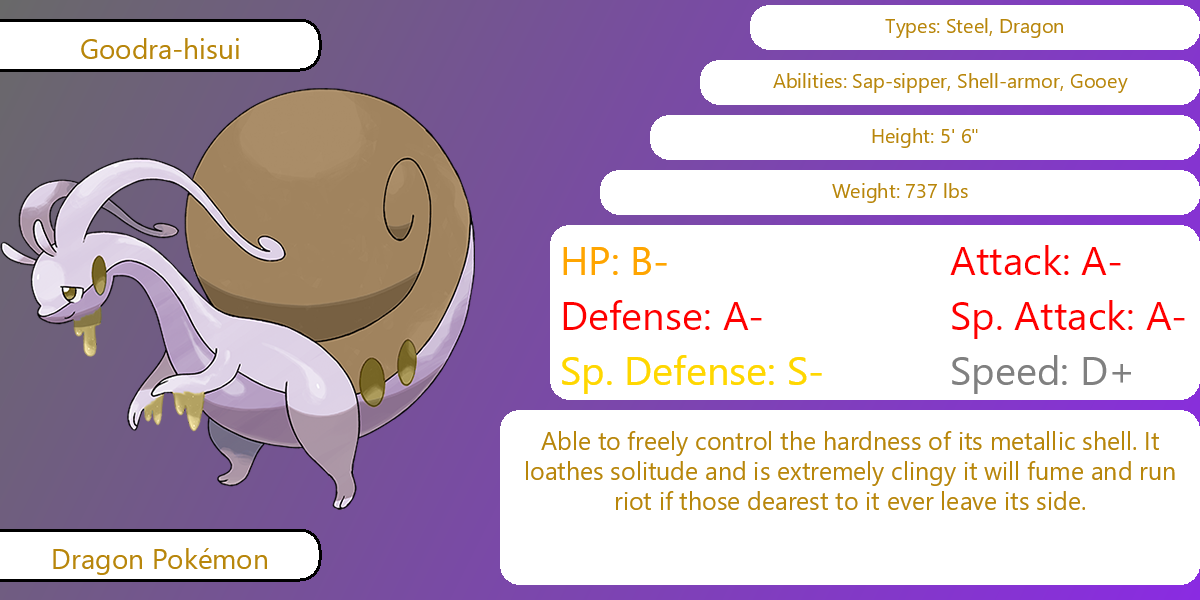 Goodra-hisui
Types: Steel, Dragon
Abilities: Sap-sipper, Shell-armor, Gooey
Height: 5' 6"
Weight: 737 lbs
HP: B-
Attack: A-
Defense: A-
Sp. Attack: A-
Sp. Defense: S-
Speed: D+
Able to freely control the hardness of its metallic shell. It
loathes solitude and is extremely clingy it will fume and run
riot if those dearest to it ever leave its side.
Dragon Pokémon